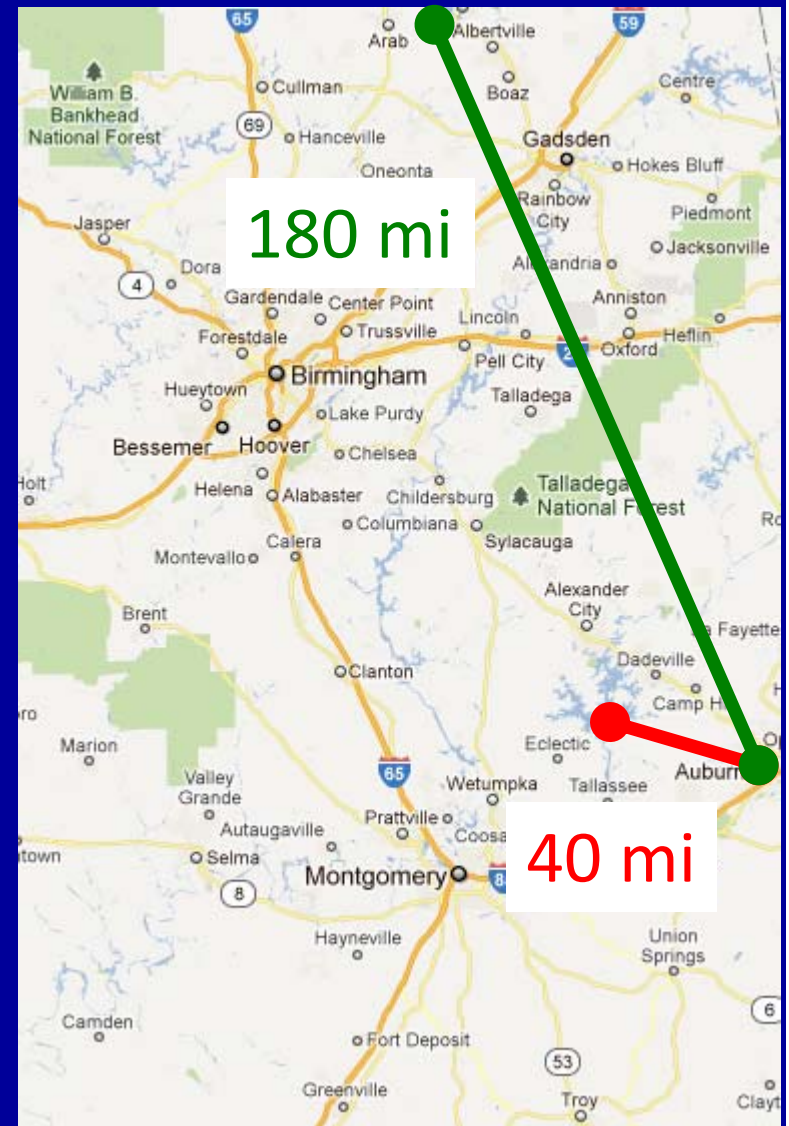 65
59
Arab
Albertville
William B.
Bankhead
National Forest
Cullman
Boaz
Centre
69
Hanceville
Gadsden
Oneonta
Hokes Bluff
Rainbow
City
Piedmont
180 mi
Jasper
Jacksonville
Dora
4
Gardendale
Center Point
Anniston
Forestdale
Trussville
Lincoln
Heflin
Oxford
Pell City
Birmingham
Hueytown
Talladega
Lake Purdy
Bessemer
Hoover
Chelsea
Helena
Alabaster
Childersburg
Talladega
National Forest
Columbiana
Sylacauga
Montevallo
Calera
Alexander
City
Brent
Fayette
Dadeville
Clanton
Camp
Marion
Eclectic
65
Auburn
Valley
Grande
Wetumpka
Tallassee
Prattville
Autaugaville
Coosa
40 mi
Selma
Montgomery
8
Hayneville
Union
Springs
Camden
6
Fort Deposit
53
Greenville
Troy
Clayt